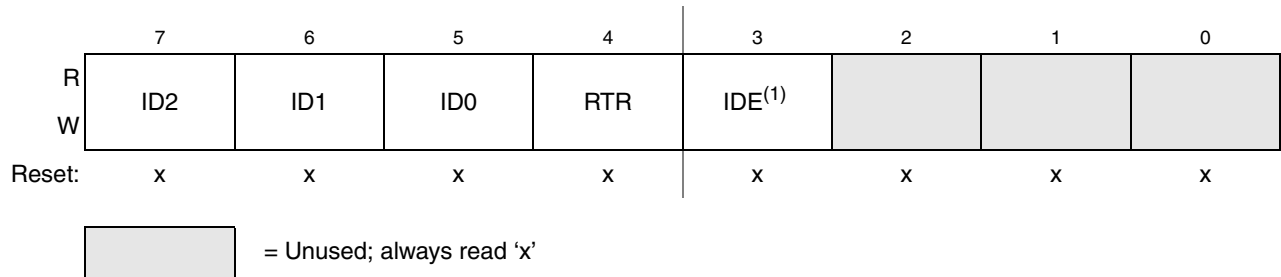 7 6 5 4 3 2 1 0
R
ID2 ID1 ID0 RTR IDE(1)
W
Reset: x x x x x x x x
= Unused; always read ‘x’